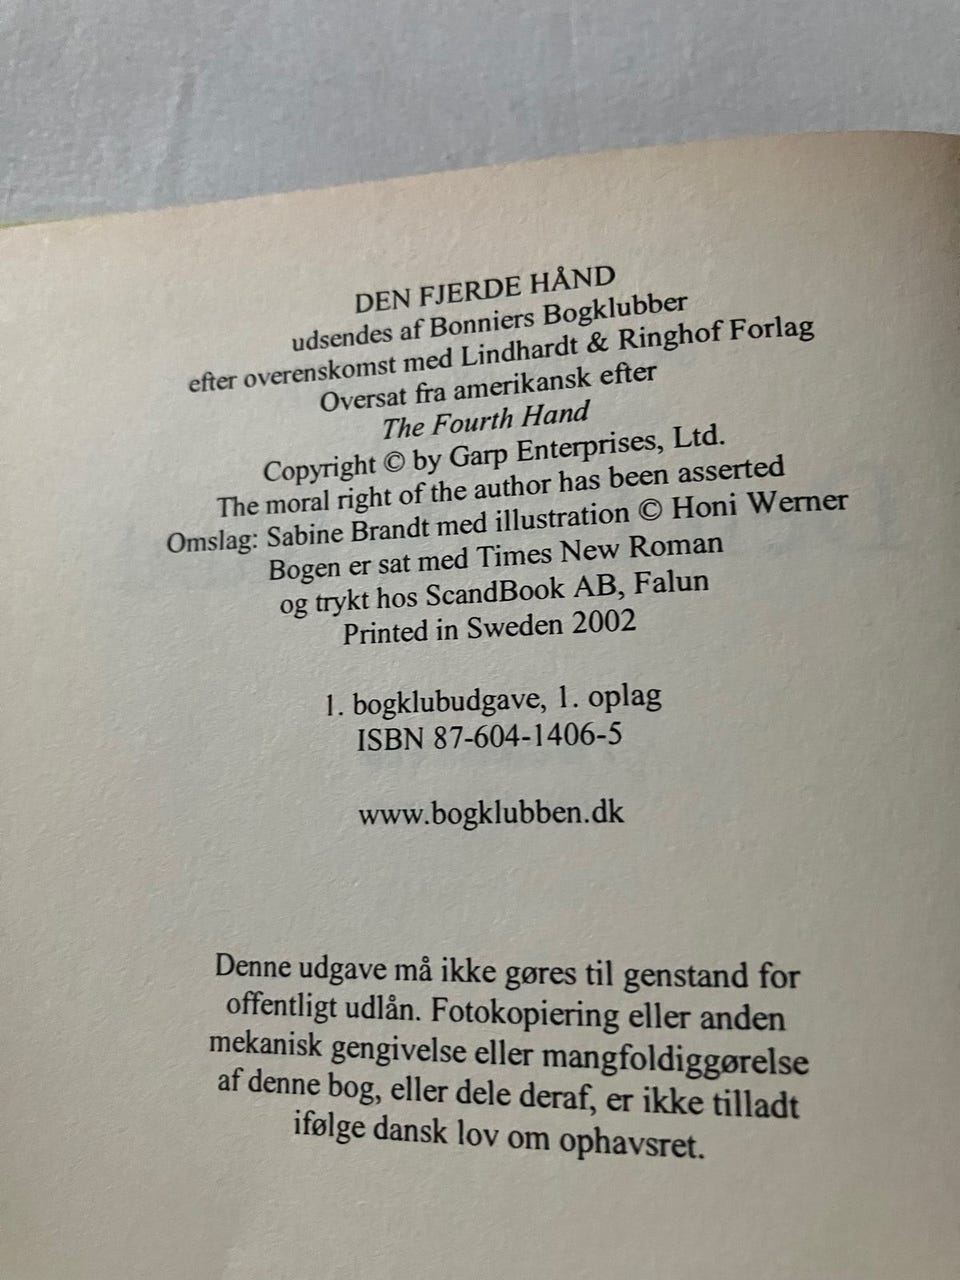 DEN FJERDE HÅND
udsendes af Bonniers Bogklubber
efter overenskomst med Lindhardt & Ringhof Forlag
Oversat fra amerikansk efter
The Fourth Hand
Copyright © by Garp Enterprises, Ltd.
The moral right of the author has been asserted
Omslag: Sabine Brandt med illustration © Honi Werner
Bogen er sat med Times New Roman
og trykt hos ScandBook AB, Falun
Printed in Sweden 2002
1. bogklubudgave, 1. oplag
ISBN 87-604-1406-5
www.bogklubben.dk
Denne udgave må ikke gøres til genstand for
offentligt udlån. Fotokopiering eller anden
mekanisk gengivelse eller mangfoldiggørelse
af denne bog, eller dele deraf, er ikke tilladt
ifølge dansk lov om ophavsret.